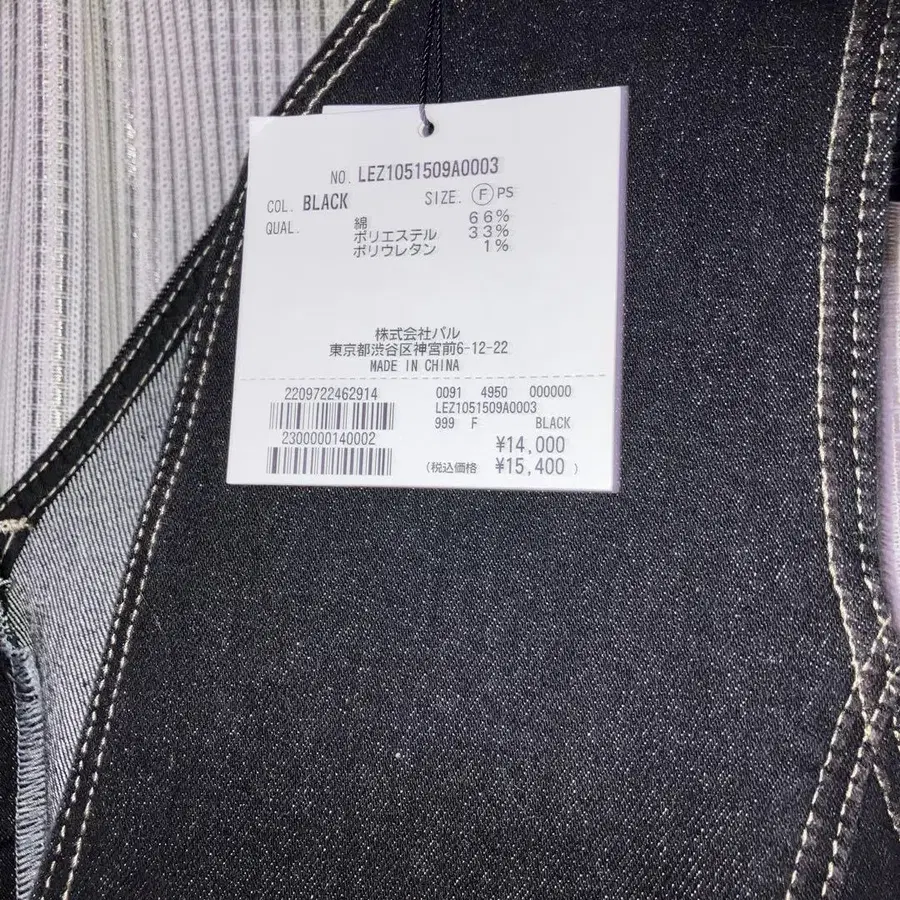 NO. LEZ1051509A0003
COL. BLACK SIZE. Ⓕ PS
QUAL. 綿 66%
ポリエステル 33%
ポリウレタン 1%
株式会社パル
東京都渋谷区神宮前6-12-22
MADE IN CHINA
2209722462914 0091 4950 000000
LEZ1051509A0003
999 F BLACK
2300000140002 ¥14,000
(税込価格 ¥15,400 )